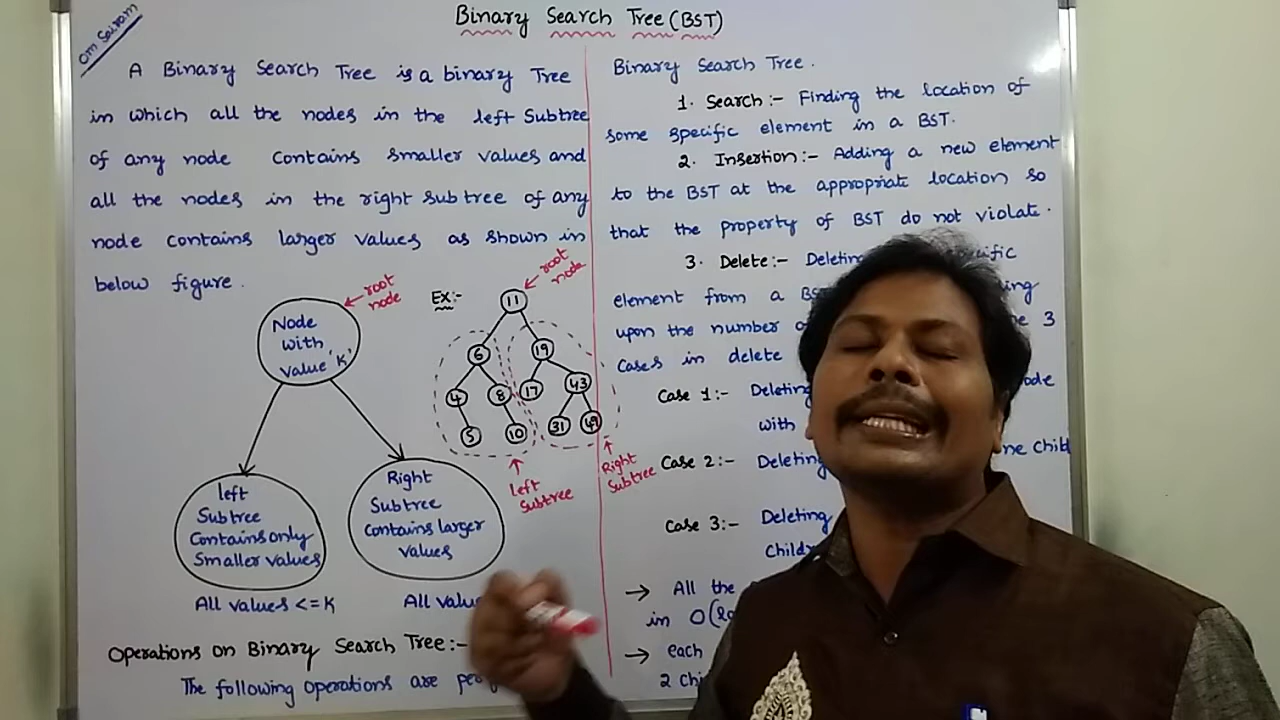 Om Sairam
Binary Search Tree (BST)
A Binary Search Tree is a binary Tree
in which all the nodes in the left Subtree
of any node contains smaller values and
all the nodes in the right subtree of any
node contains larger values as shown in
below figure.
root
node
Node
with
value 'K'
left
Subtree
Contains only
Smaller values
All values <= K
Right
Subtree
Contains larger
values
All value
Ex:-
root
node
11
6
19
4
8
17
43
5
10
31
49
Left
Subtree
Right
Subtree
Operations on Binary Search Tree:-
The following operations are
Binary Search Tree.
1. Search:- Finding the location of
some specific element in a BST.
2. Insertion:- Adding a new element
to the BST at the appropriate location so
that the property of BST do not violate.
3. Delete:- Deleting
element from a
upon the number 3
Cases in delete
Case 1:- Deleting
with
Case 2:- Deleting Child
Case 3:- Deleting
→ All the
in
→ each
2